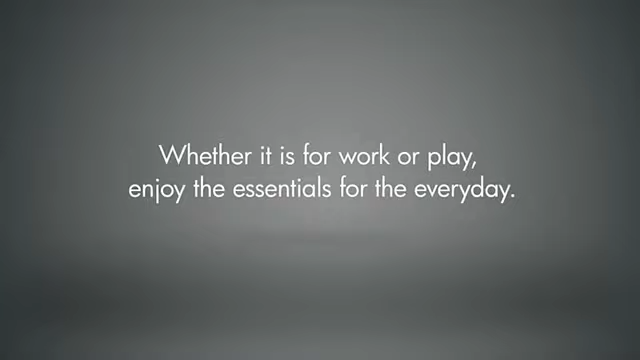 Whether it is for work or play,
enjoy the essentials for the everyday.